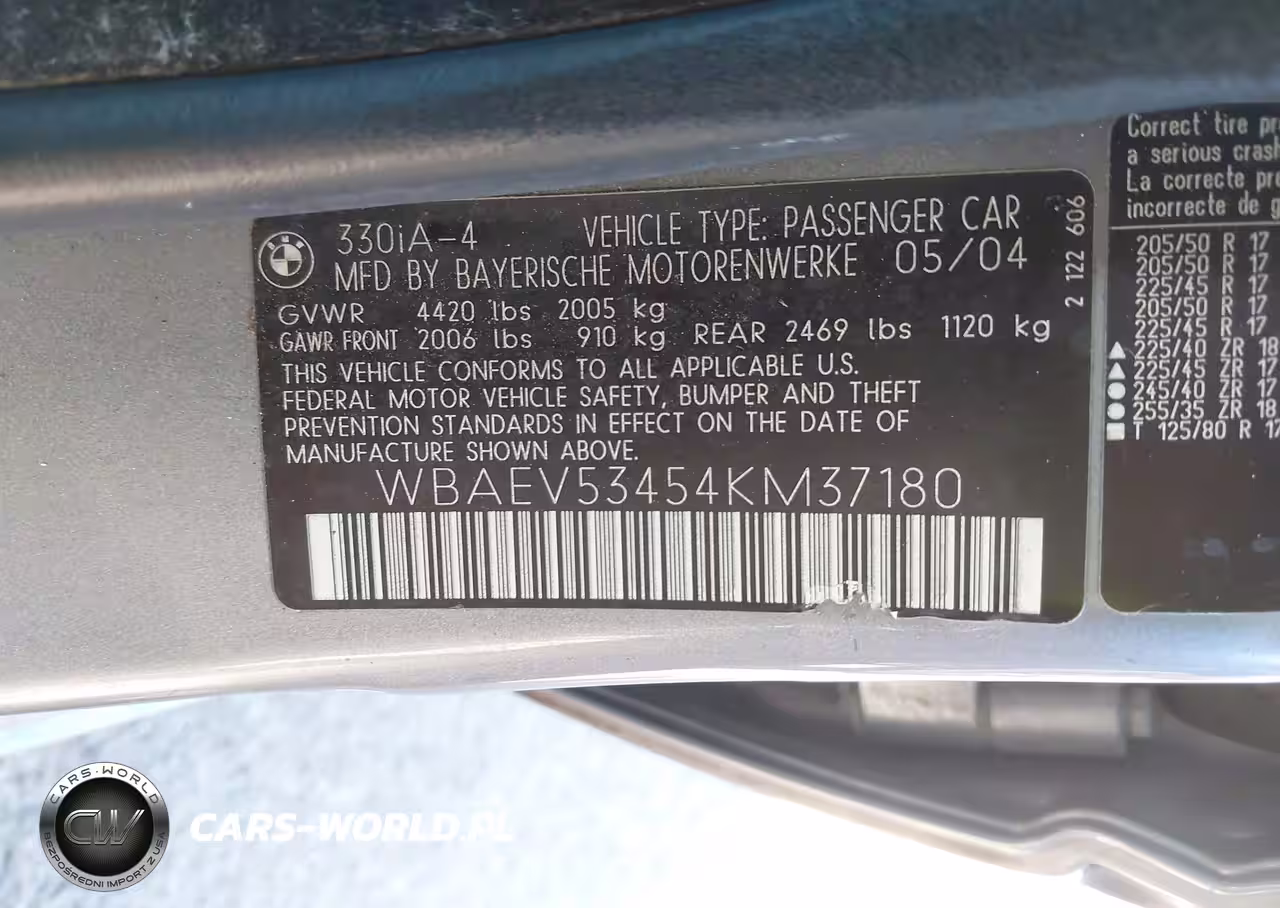 330iA-4 VEHICLE TYPE: PASSENGER CAR
MFD BY BAYERISCHE MOTORENWERKE 05/04
GVWR 4420 lbs 2005 kg
GAWR FRONT 2006 lbs 910 kg REAR 2469 lbs 1120 kg
THIS VEHICLE CONFORMS TO ALL APPLICABLE U.S.
FEDERAL MOTOR VEHICLE SAFETY, BUMPER AND THEFT
PREVENTION STANDARDS IN EFFECT ON THE DATE OF
MANUFACTURE SHOWN ABOVE.
WBAEV53454KM37180
2 122 606
Correct tire
a serious crash
La correcte
incorrecte de
205/50 R 17
205/50 R 17
225/45 R 17
205/50 R 17
225/45 R 17
225/40 ZR 18
225/45 ZR 17
245/40 ZR 17
255/35 ZR 18
T 125/80 R 17
CARS-WORLD
CW
BEZPOŚREDNI IMPORT Z USA
CARS-WORLD.PL